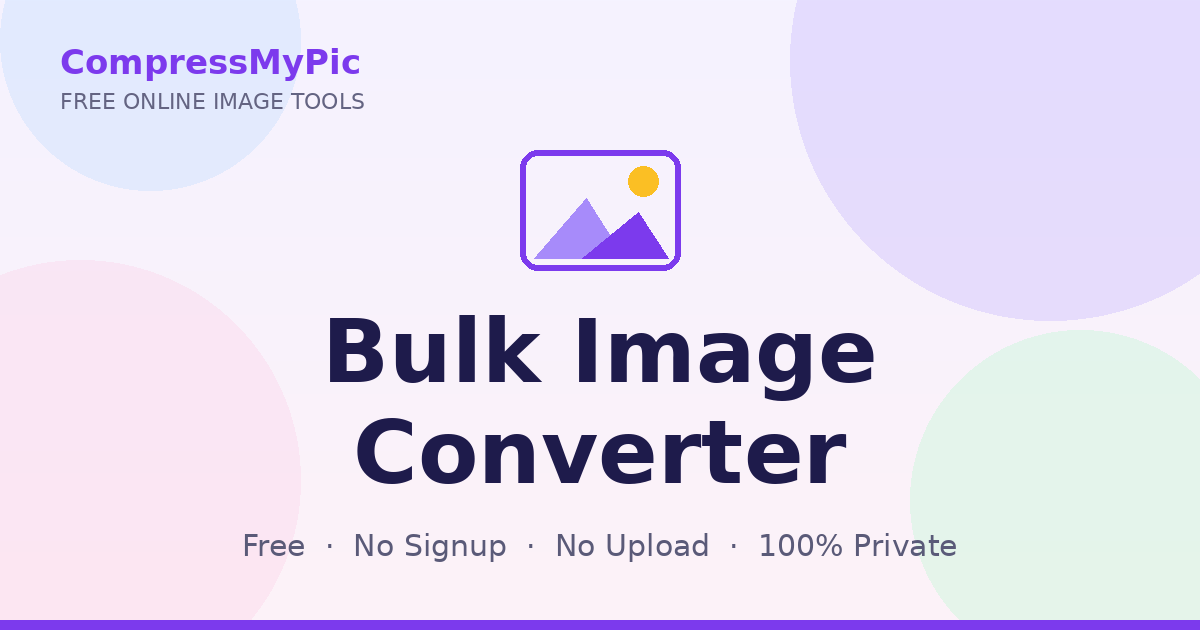 CompressMyPic
FREE ONLINE IMAGE TOOLS
Bulk Image
Converter
Free · No Signup · No Upload · 100% Private